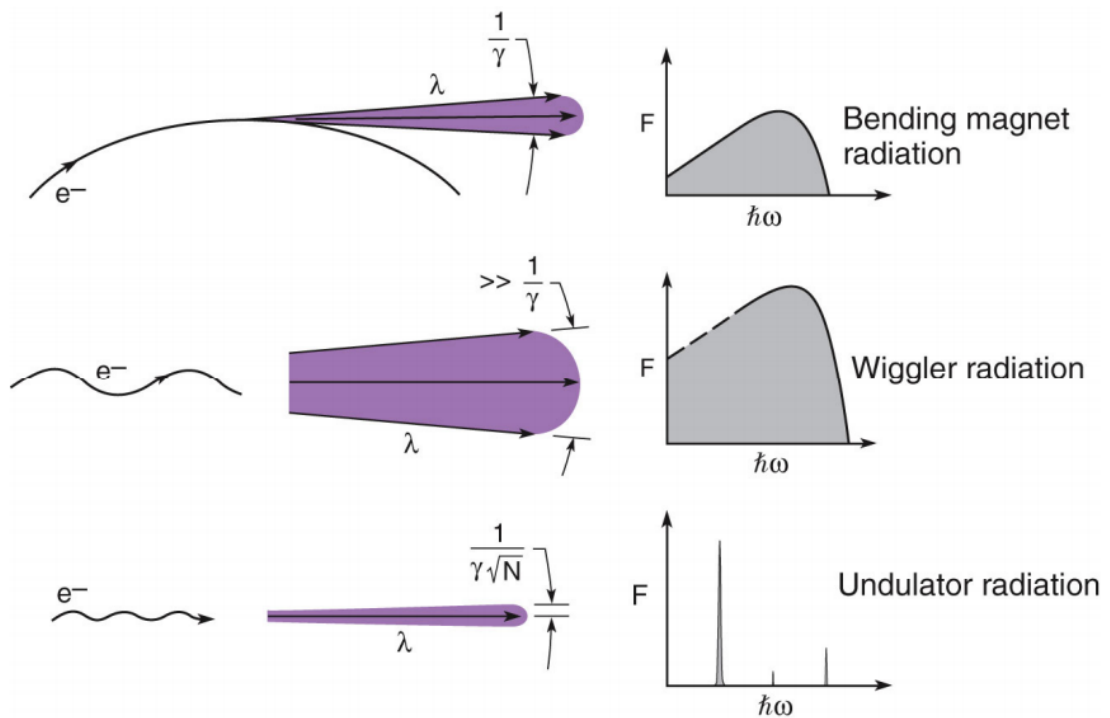 1
γ
λ
e–
F
ħω
Bending magnet
radiation
>> 1
γ
e–
λ
F
ħω
Wiggler radiation
1
γ√N
e–
λ
F
ħω
Undulator radiation